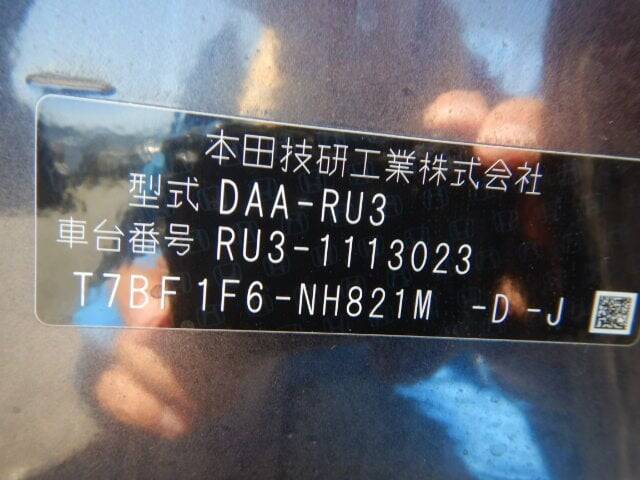 本田技研工業株式会社
型式 DAA-RU3
車台番号 RU3-1113023
T7BF1F6-NH821M -D-J